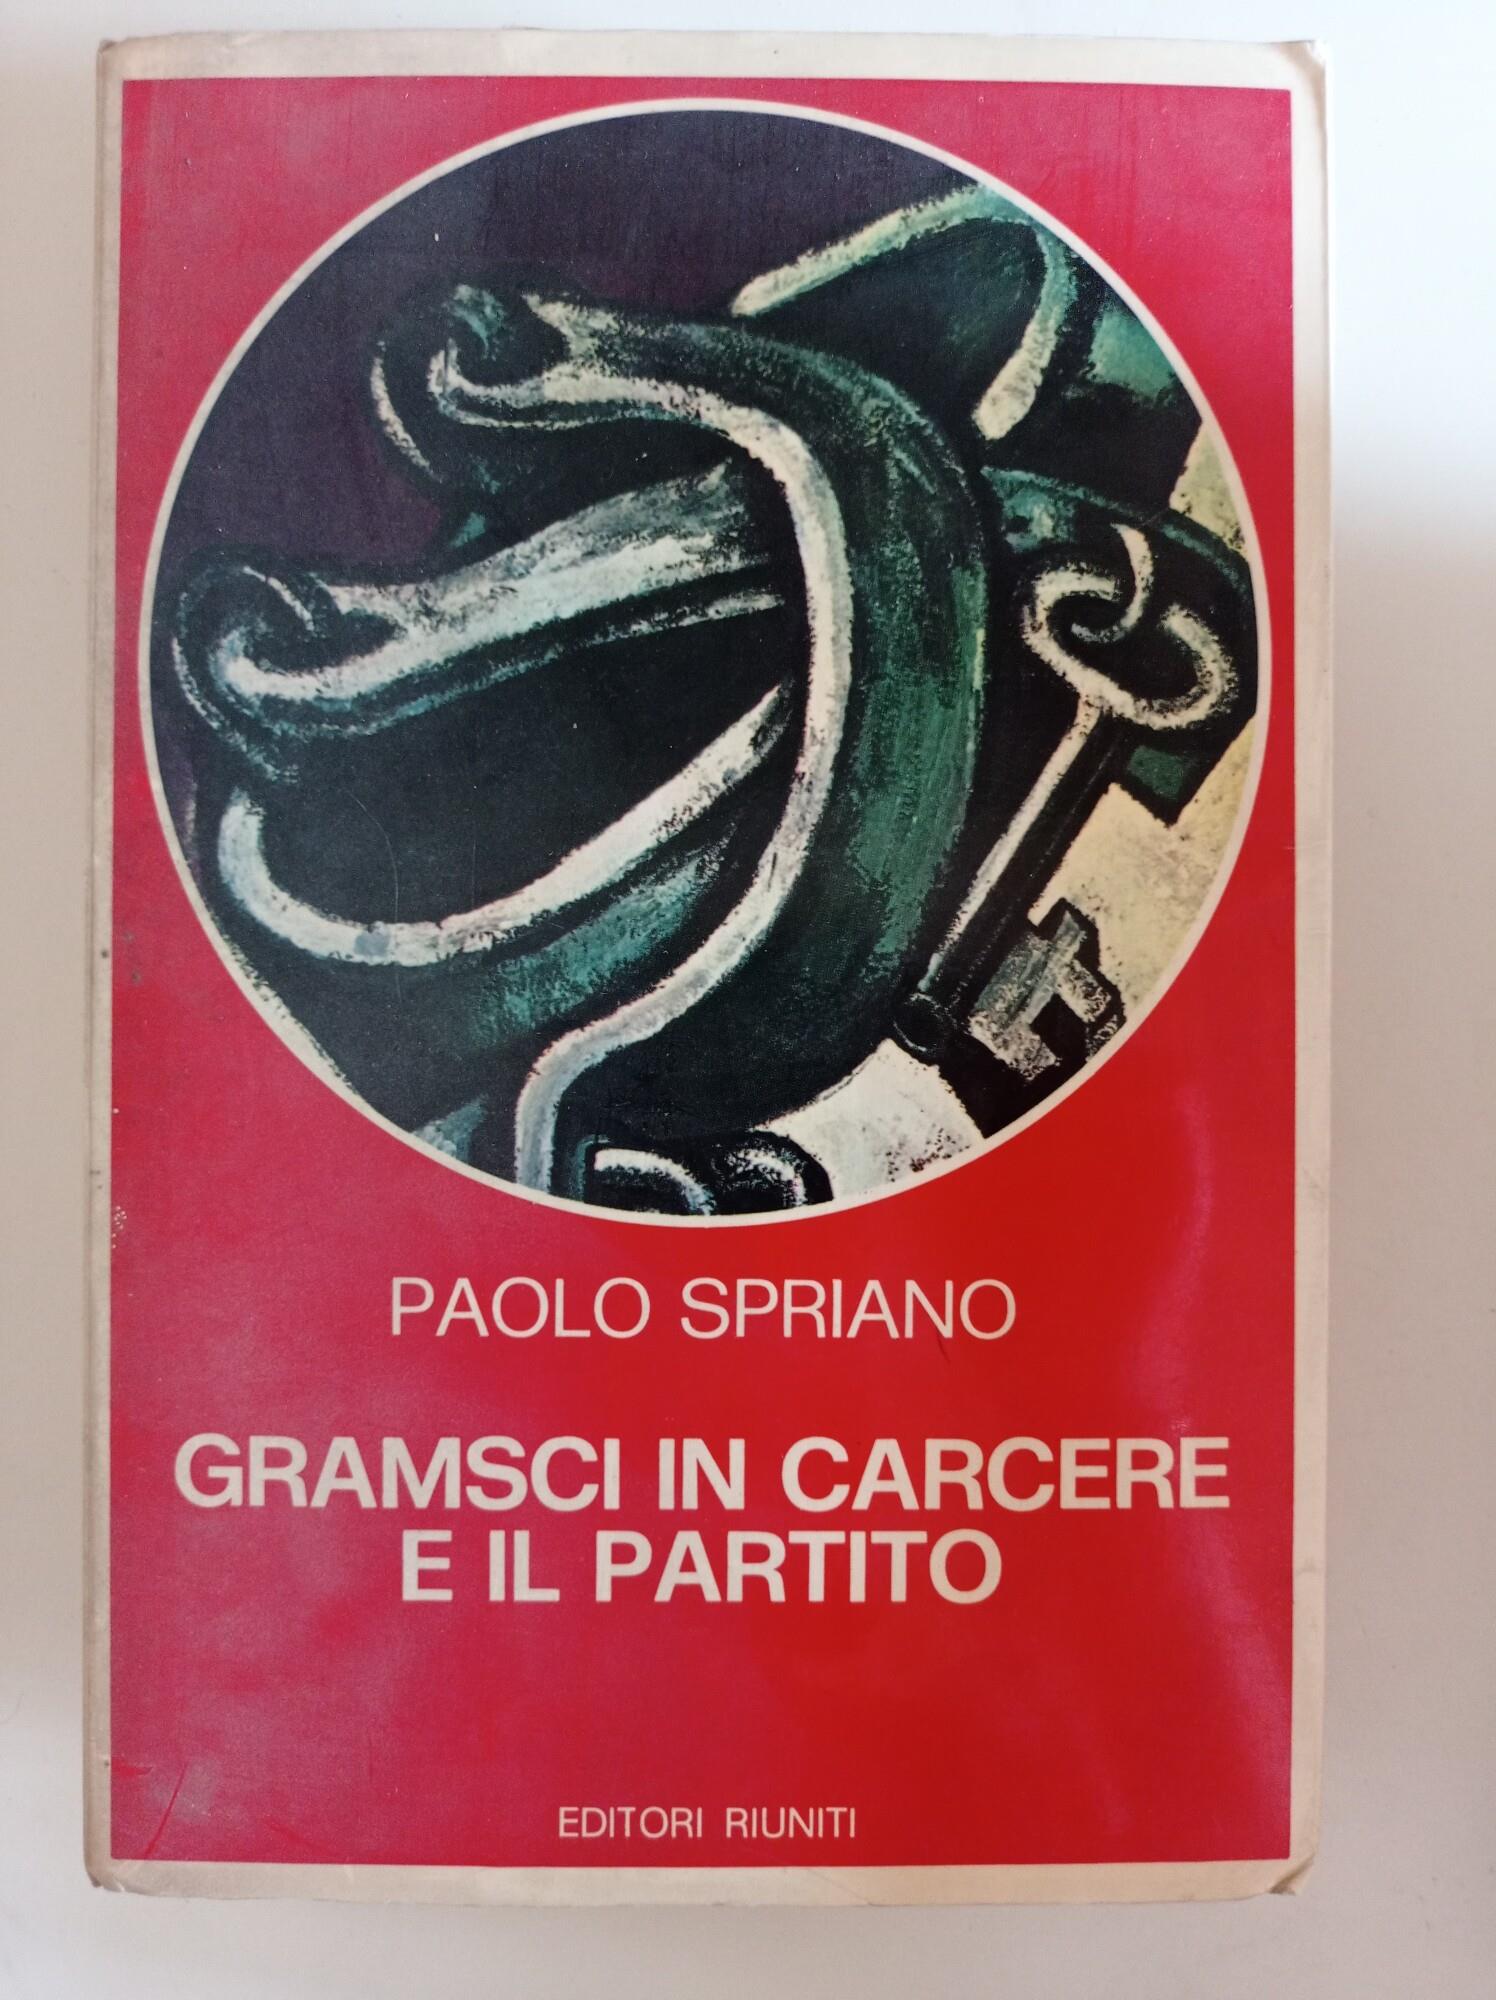 PAOLO SPRIANO
GRAMSCI IN CARCERE
E IL PARTITO
EDITORI RIUNITI